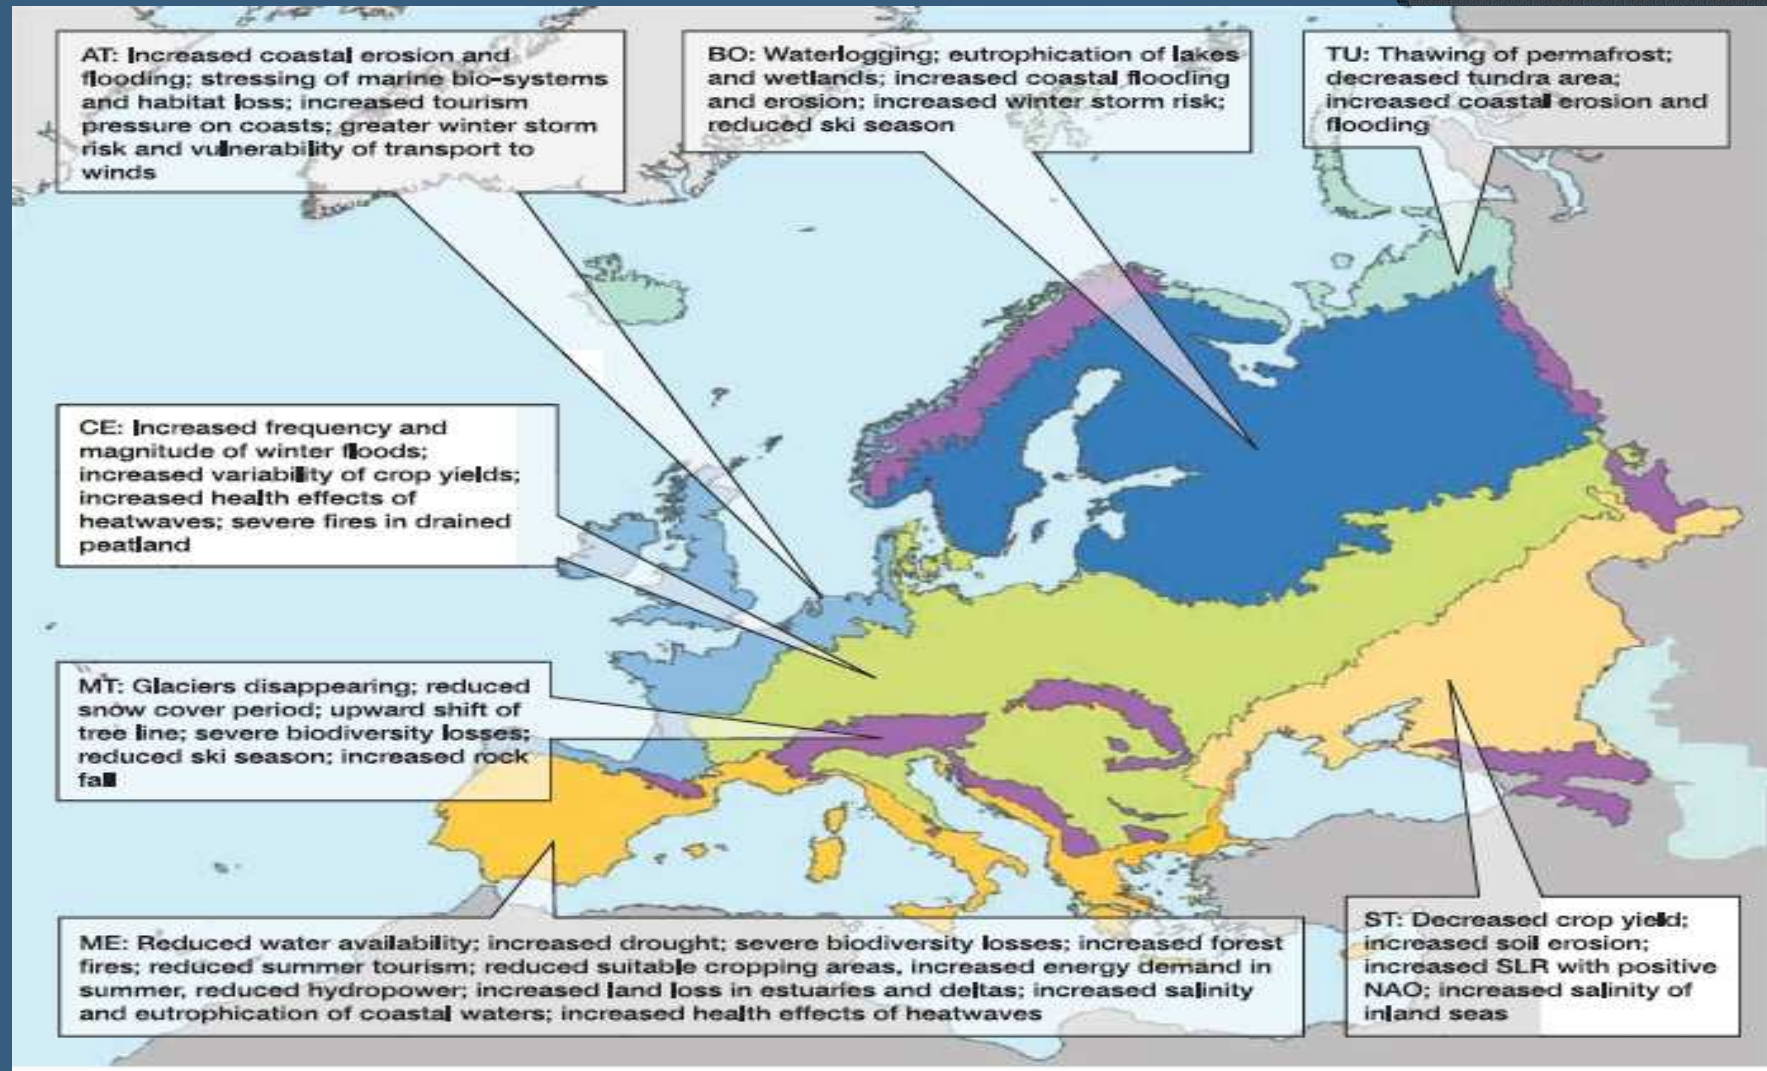 AT: Increased coastal erosion and
flooding; stressing of marine bio-systems
and habitat loss; increased tourism
pressure on coasts; greater winter storm
risk and vulnerability of transport to
winds
BO: Waterlogging; eutrophication of lakes
and wetlands; increased coastal flooding
and erosion; increased winter storm risk;
reduced ski season
TU: Thawing of permafrost;
decreased tundra area;
increased coastal erosion and
flooding
CE: Increased frequency and
magnitude of winter floods;
increased variability of crop yields;
increased health effects of
heatwaves; severe fires in drained
peatland
MT: Glaciers disappearing; reduced
snow cover period; upward shift of
tree line; severe biodiversity losses;
reduced ski season; increased rock
fall
ME: Reduced water availability; increased drought; severe biodiversity losses; increased forest
fires; reduced summer tourism; reduced suitable cropping areas, increased energy demand in
summer, reduced hydropower; increased land loss in estuaries and deltas; increased salinity
and eutrophication of coastal waters; increased health effects of heatwaves
ST: Decreased crop yield;
increased soil erosion;
increased SLR with positive
NAO; increased salinity of
inland seas